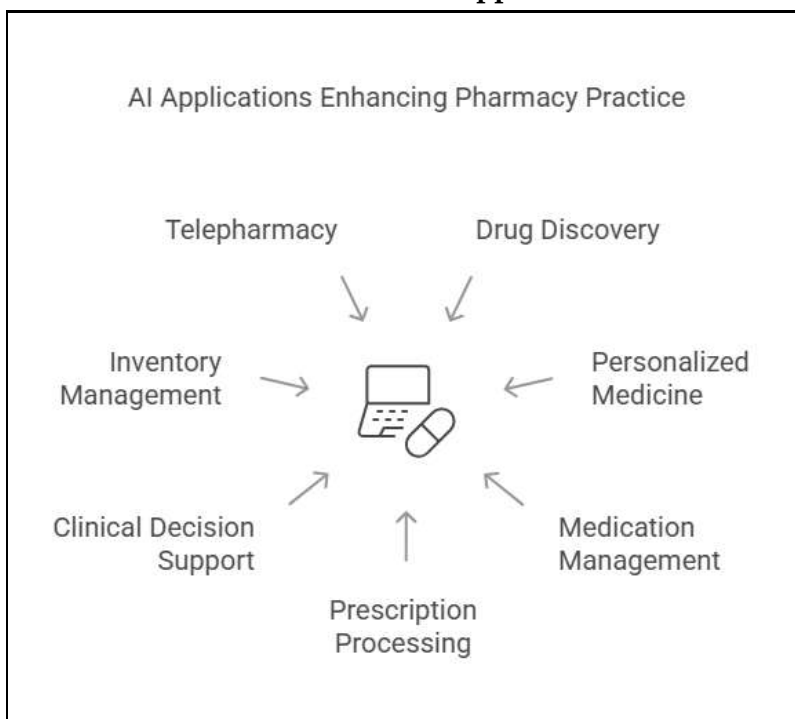 AI Applications Enhancing Pharmacy Practice
Telepharmacy
Drug Discovery
Inventory
Management
Personalized
Medicine
Clinical Decision
Support
Medication
Management
Prescription
Processing